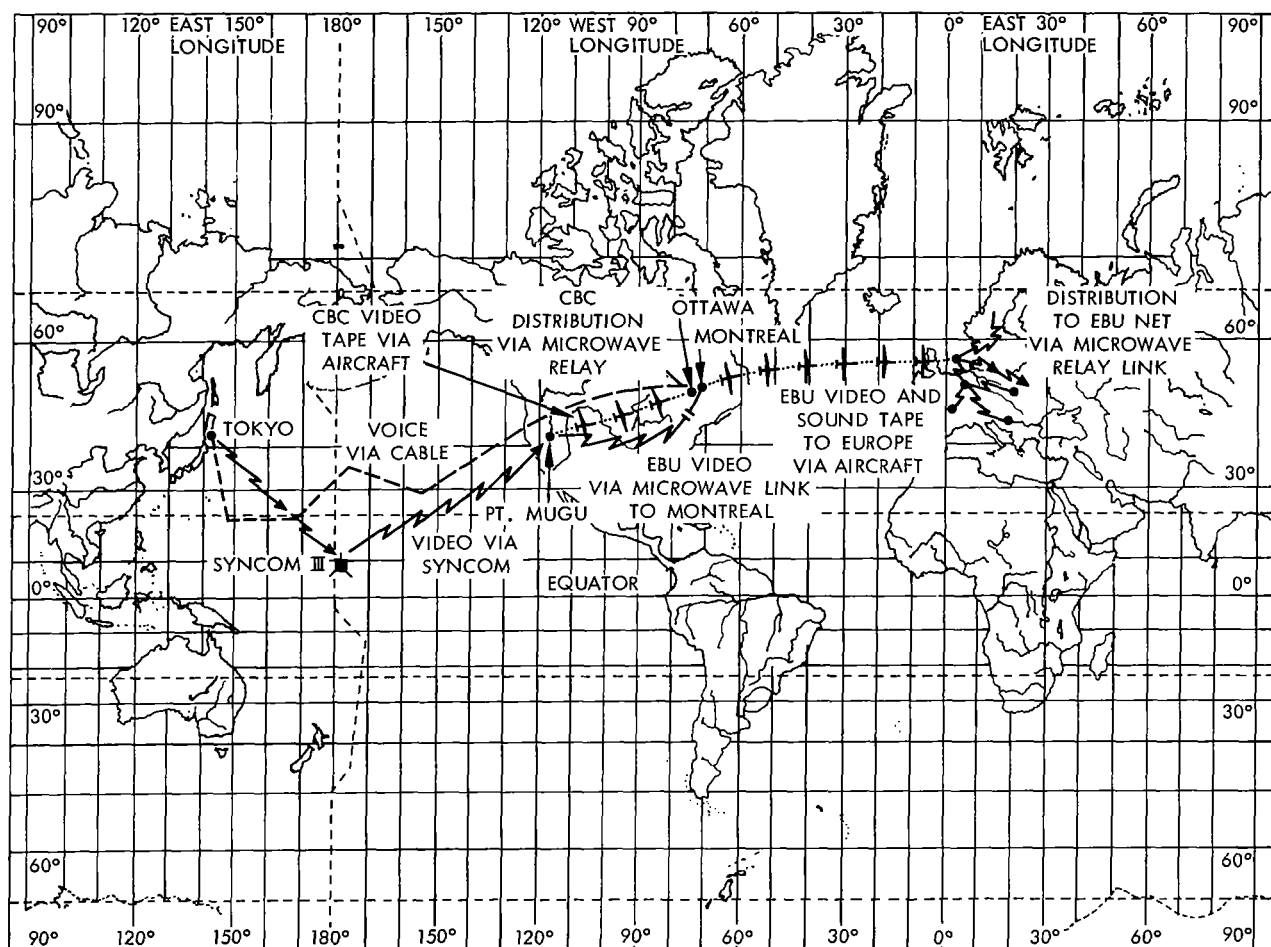 90° EAST LONGITUDE 120° 150° 180° 150° 120° WEST LONGITUDE 90° 60° 30° 0° EAST LONGITUDE 30° 60° 90°
90° 90°
CBC VIDEO
TAPE VIA
AIRCRAFT
CBC
DISTRIBUTION
VIA MICROWAVE
RELAY
OTTAWA
MONTREAL
DISTRIBUTION
TO EBU NET
VIA MICROWAVE
RELAY LINK
60° 60°
TOKYO
VOICE
VIA CABLE
EBU VIDEO AND
SOUND TAPE
TO EUROPE
VIA AIRCRAFT
EBU VIDEO
VIA MICROWAVE LINK
TO MONTREAL
30° 30°
PT. MUGU
VIDEO VIA
SYNCOM
SYNCOM III
EQUATOR
0° 0°
30° 30°
60° 60°
90° 120° 150° 180° 150° 120° 90° 60° 30° 0° 30° 60° 90°